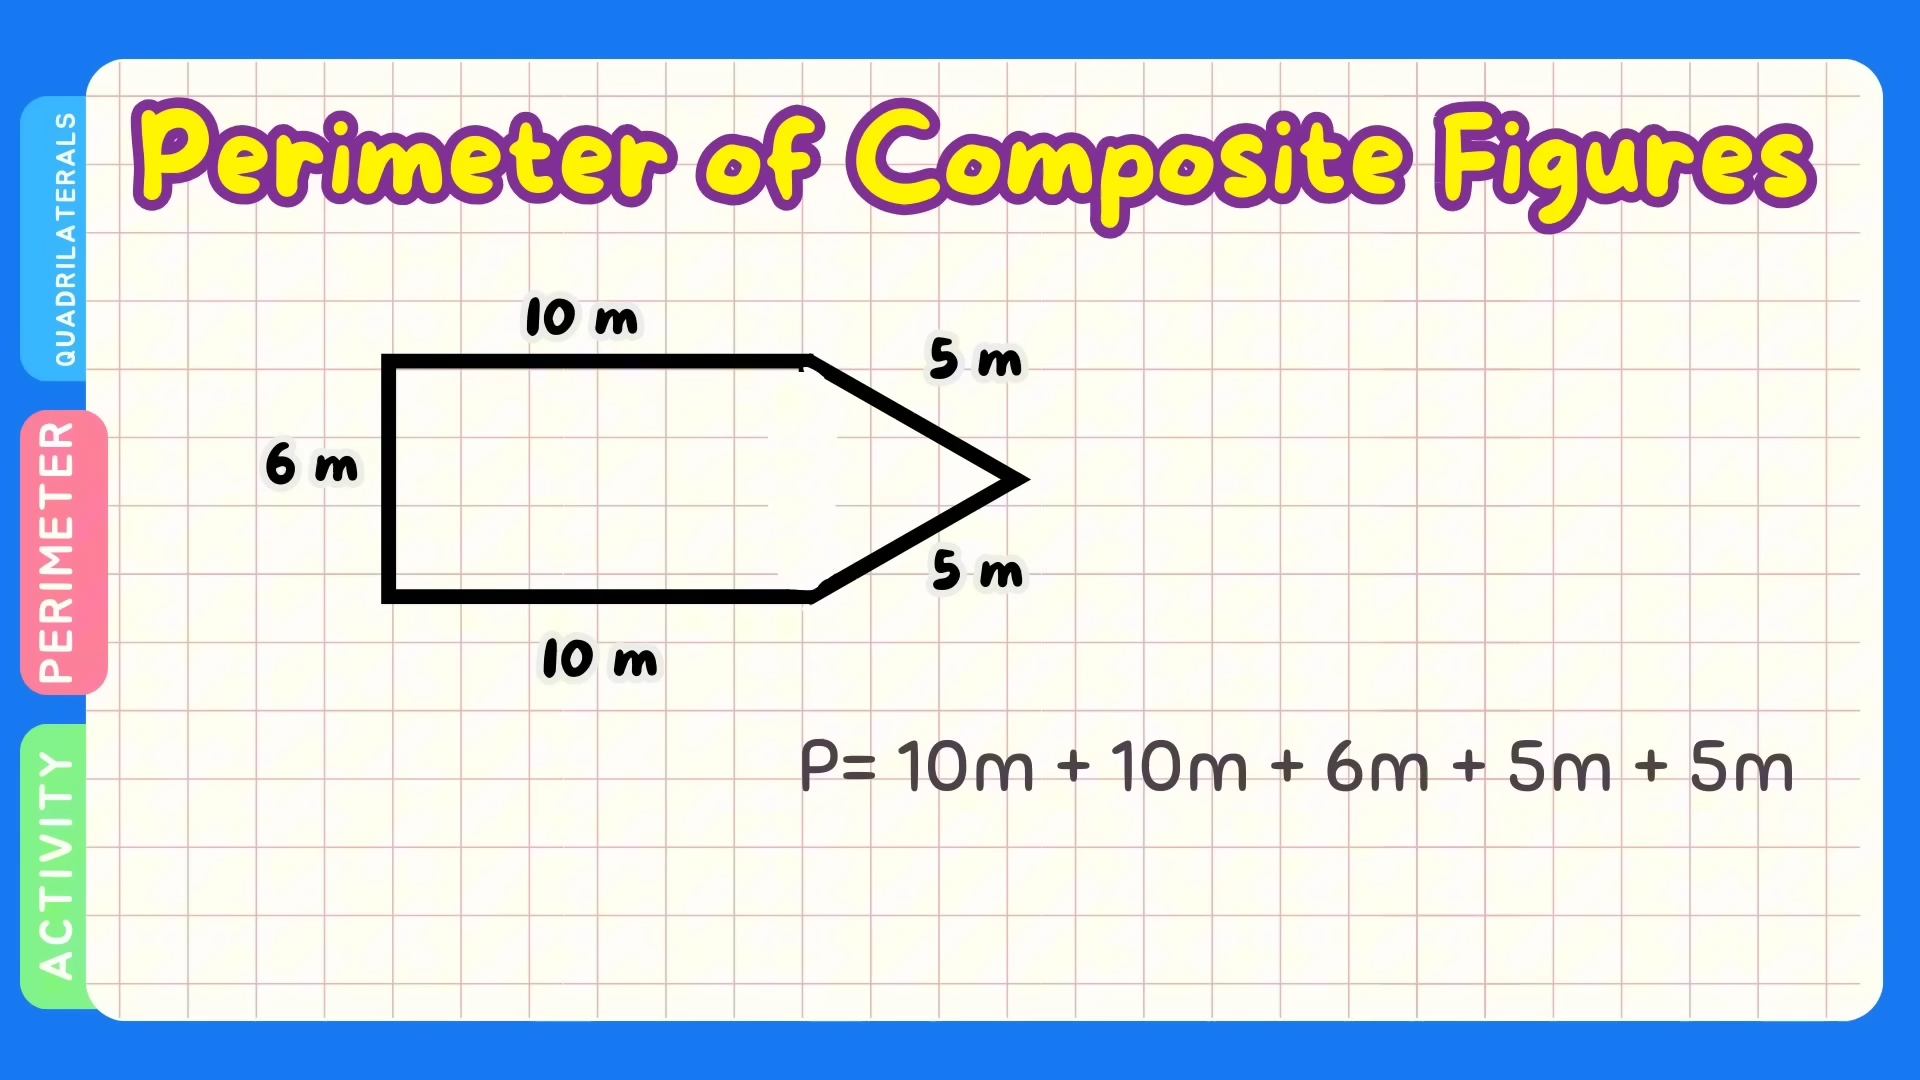 Perimeter of Composite Figures
QUADRILATERALS
PERIMETER
ACTIVITY
10 m
5 m
6 m
5 m
10 m
P= 10m + 10m + 6m + 5m + 5m